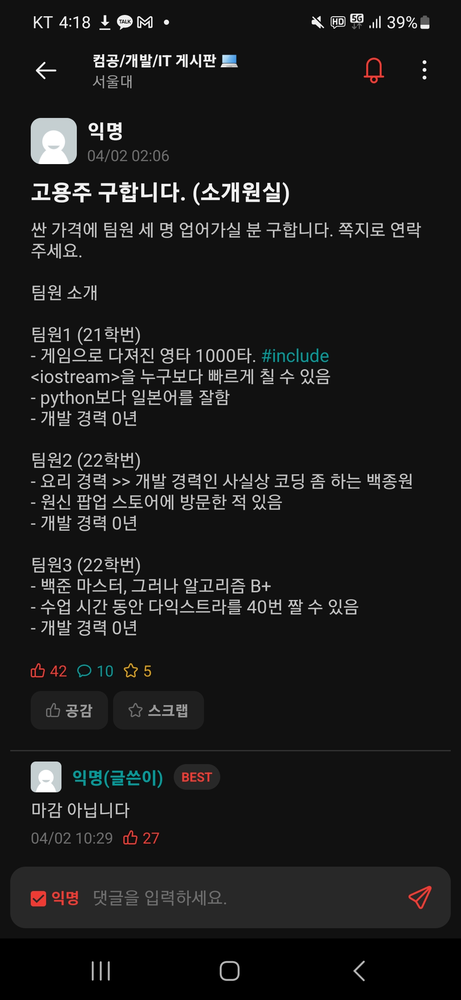 KT 4:18 TALK HD 5G 39%
컴공/개발/IT 게시판
서울대
익명
04/02 02:06
고용주 구합니다. (소개원실)
싼 가격에 팀원 세 명 업어가실 분 구합니다. 쪽지로 연락
주세요.
팀원 소개
팀원1 (21학번)
- 게임으로 다져진 영타 1000타. #include
<iostream>을 누구보다 빠르게 칠 수 있음
- python보다 일본어를 잘함
- 개발 경력 0년
팀원2 (22학번)
- 요리 경력 >> 개발 경력인 사실상 코딩 좀 하는 백종원
- 원신 팝업 스토어에 방문한 적 있음
- 개발 경력 0년
팀원3 (22학번)
- 백준 마스터, 그러나 알고리즘 B+
- 수업 시간 동안 다익스트라를 40번 짤 수 있음
- 개발 경력 0년
42 10 5
공감 스크랩
익명(글쓴이) BEST
마감 아닙니다
04/02 10:29 27
익명 댓글을 입력하세요.